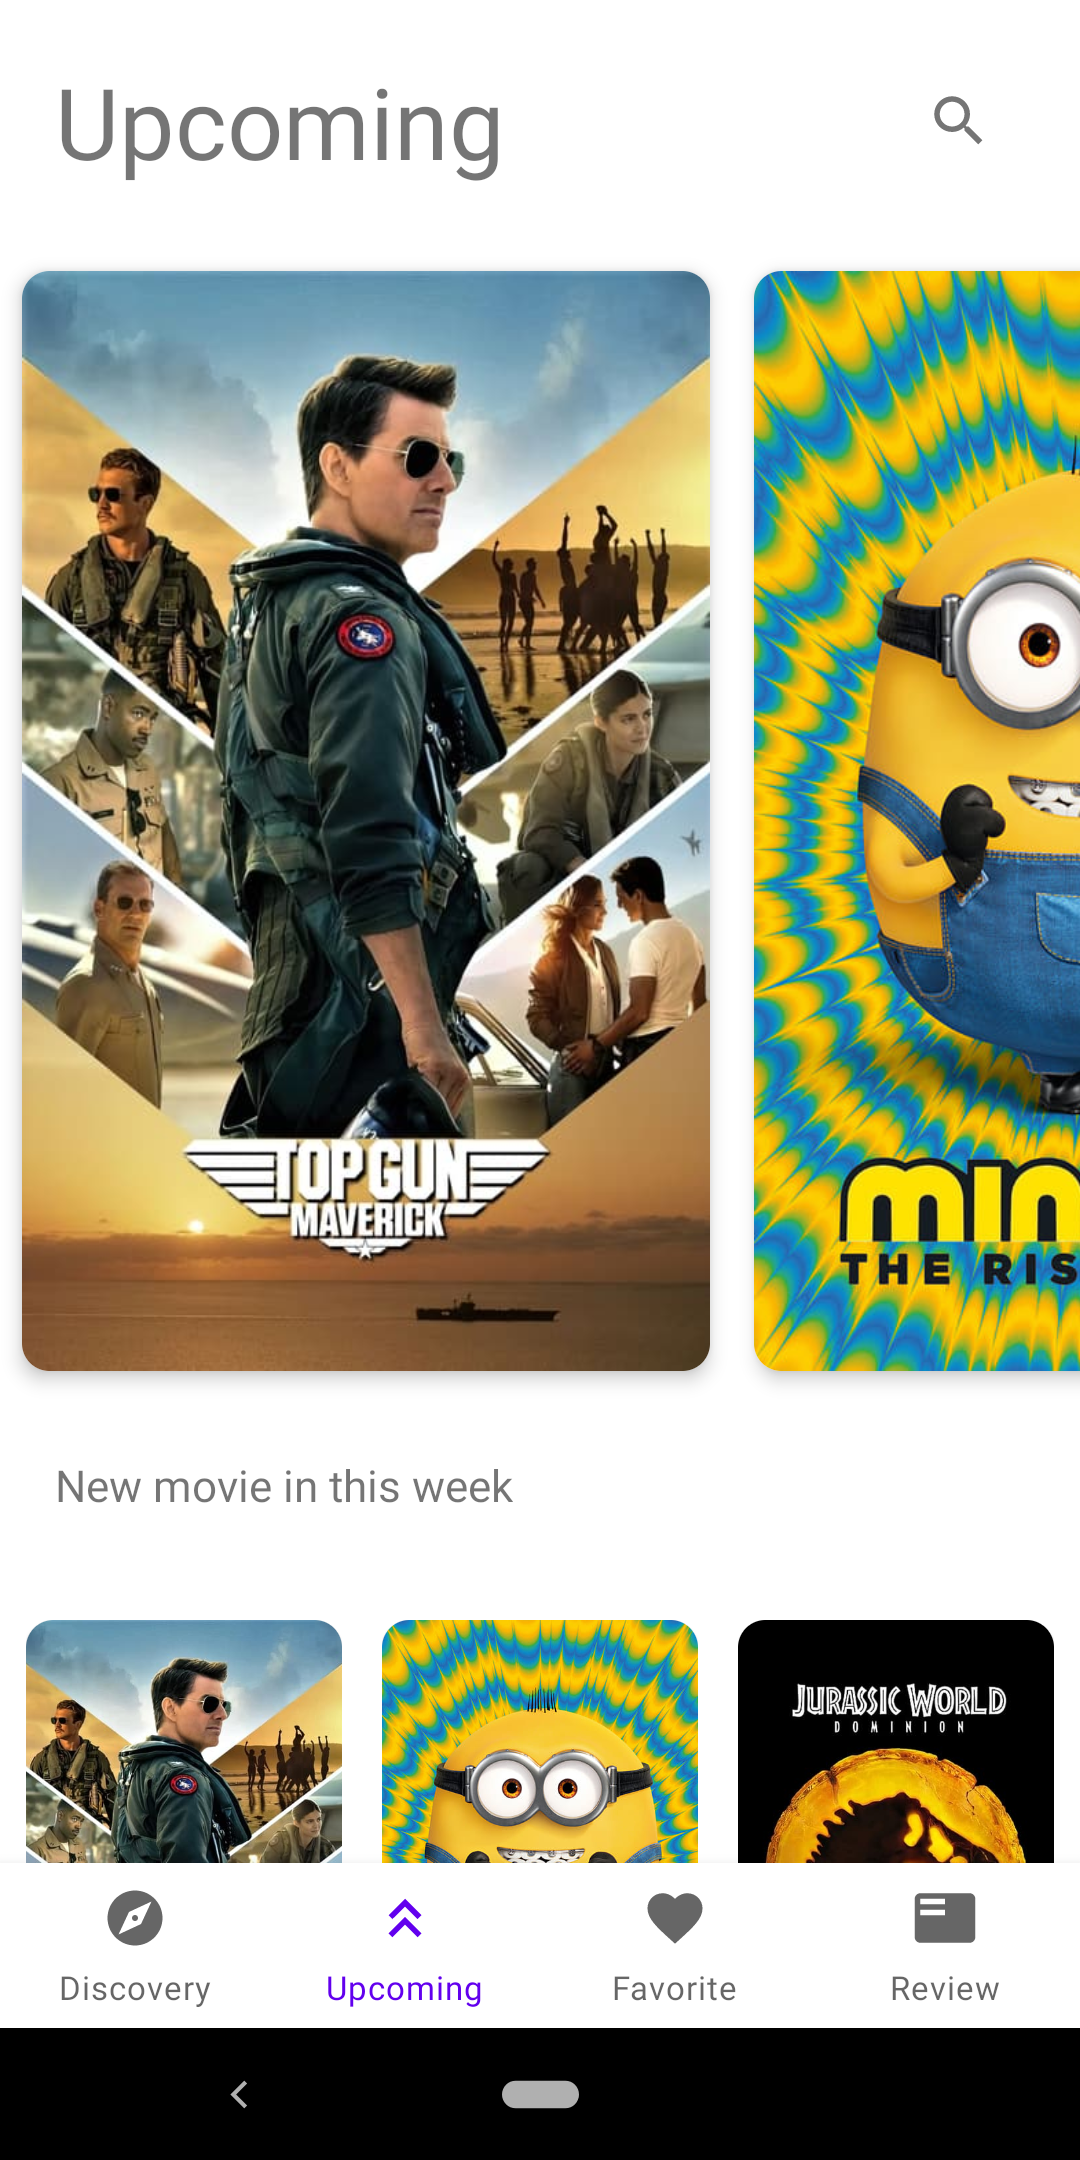 Upcoming
TOP GUN
MAVERICK
MIN
THE RIS
New movie in this week
JURASSIC WORLD
DOMINION
Discovery
Upcoming
Favorite
Review